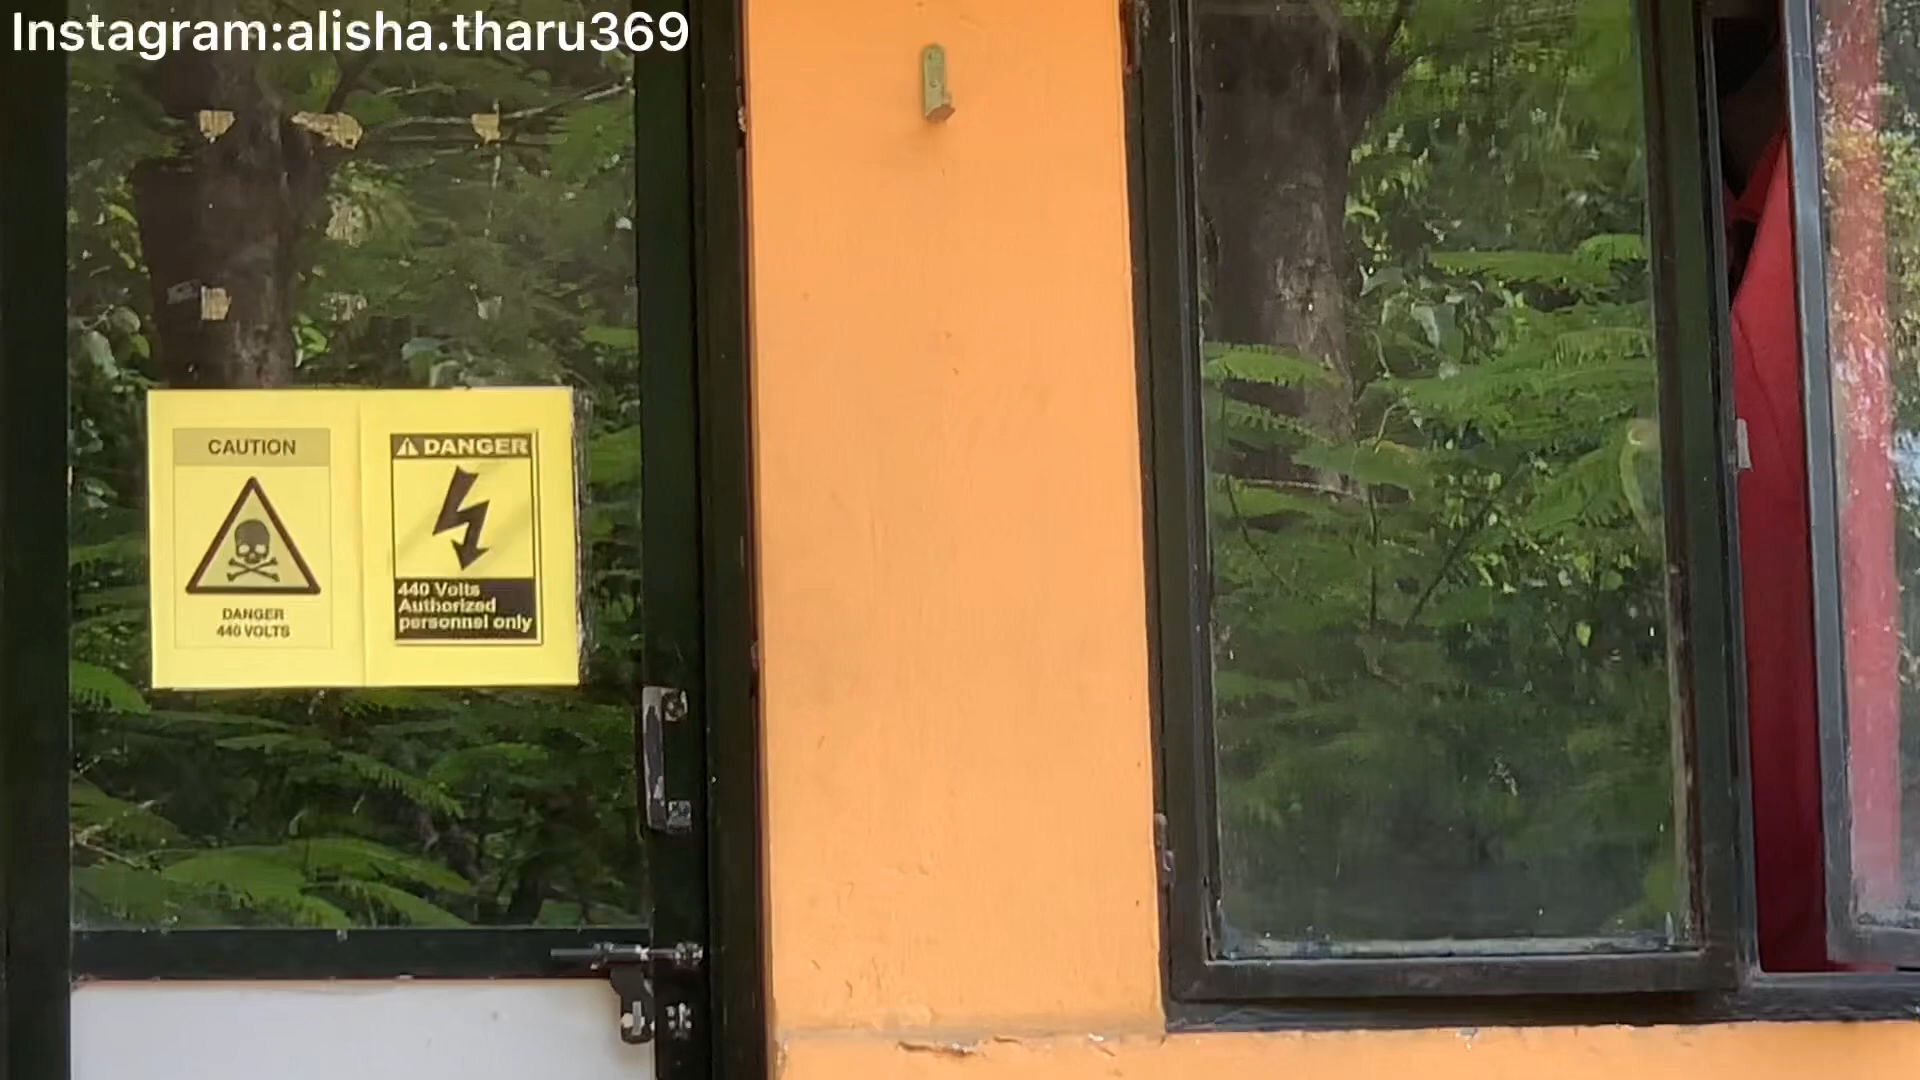 Instagram:alisha.tharu369
CAUTION
DANGER
440 VOLTS
DANGER
440 Volts
Authorized
personnel only